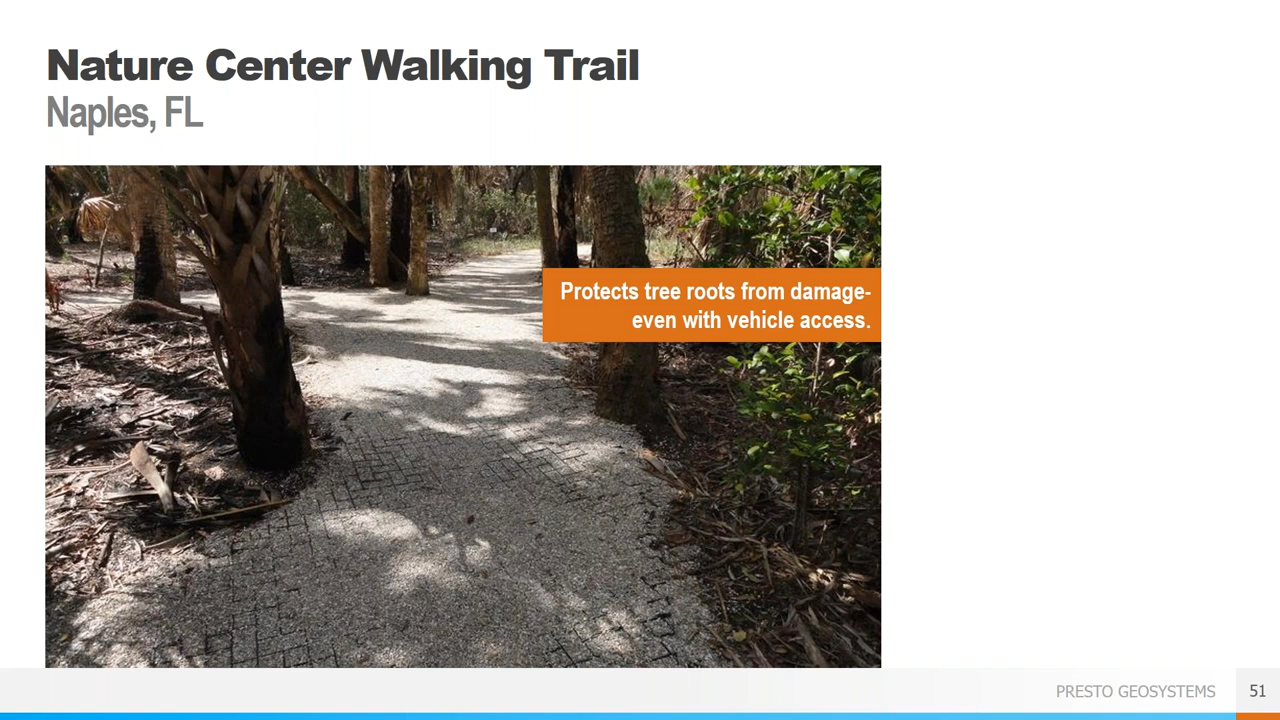 Nature Center Walking Trail
Naples, FL
Protects tree roots from damage-
even with vehicle access.
PRESTO GEOSYSTEMS
51